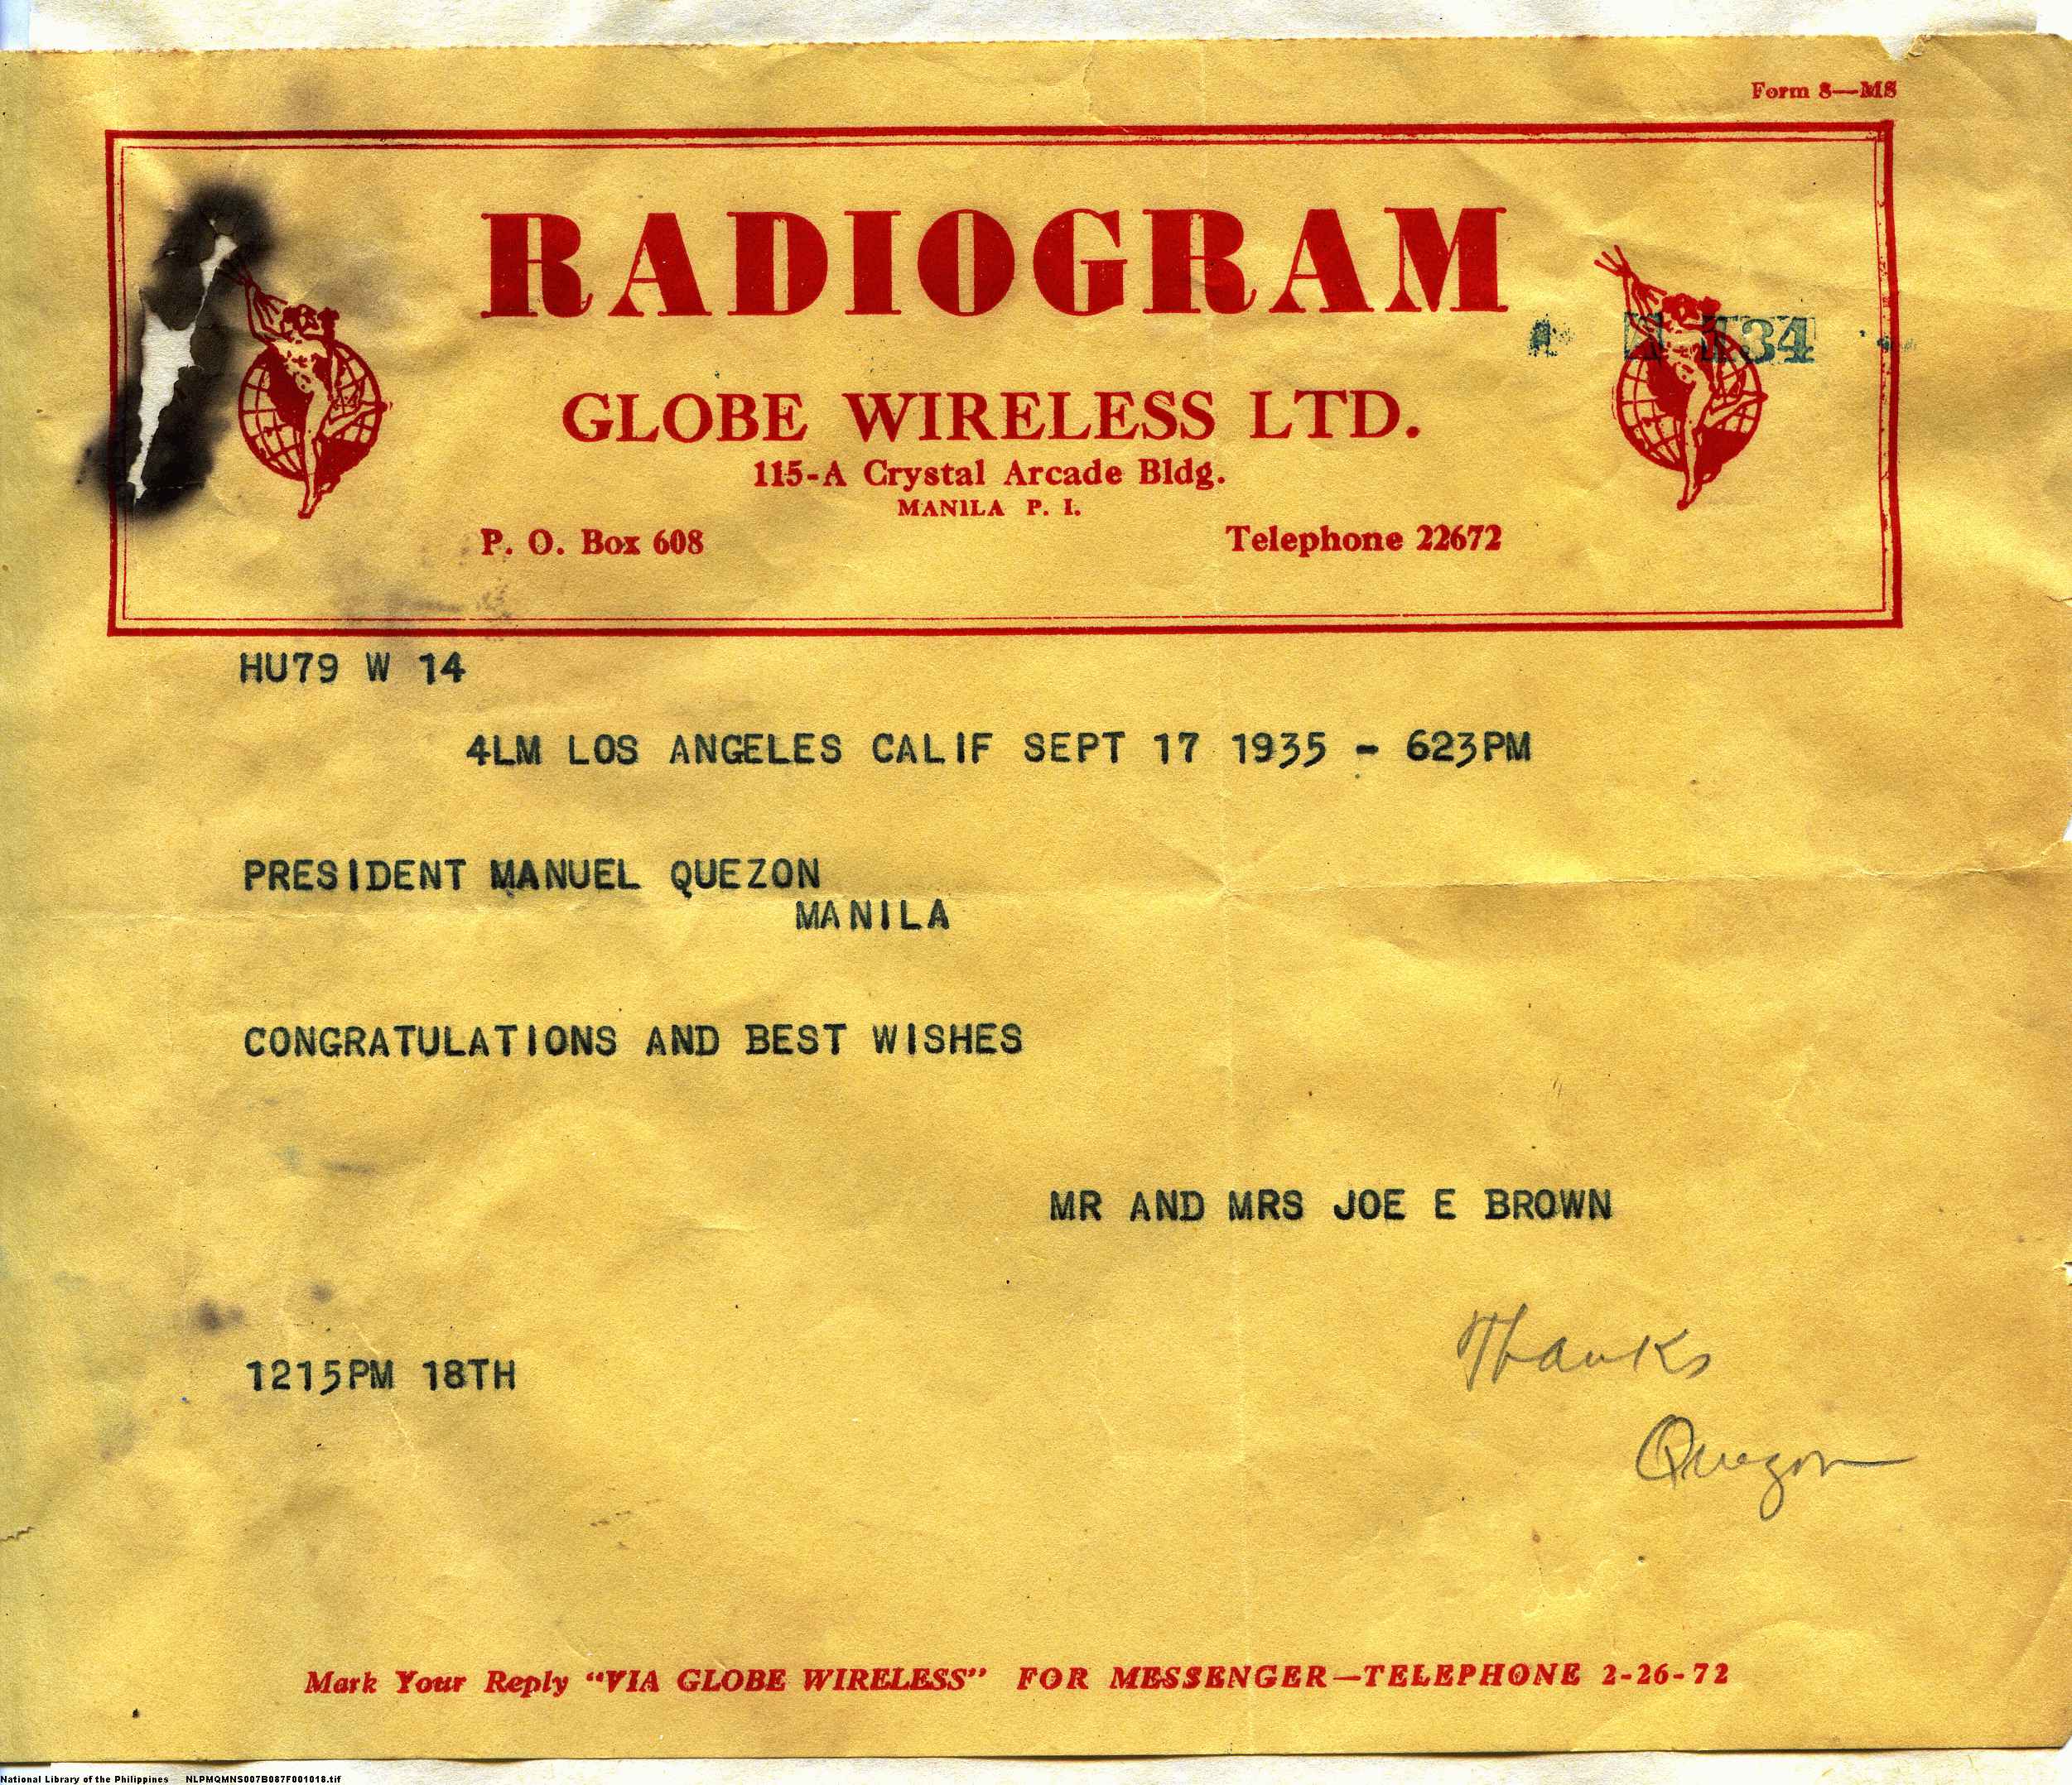 Form 8—MS
RADIOGRAM
34
GLOBE WIRELESS LTD.
115-A Crystal Arcade Bldg.
MANILA P. I.
P. O. Box 608 Telephone 22672
HU79 W 14
4LM LOS ANGELES CALIF SEPT 17 1935 - 623PM
PRESIDENT MANUEL QUEZON
MANILA
CONGRATULATIONS AND BEST WISHES
MR AND MRS JOE E BROWN
Thanks
1215PM 18TH
Quezon
Mark Your Reply “VIA GLOBE WIRELESS” FOR MESSENGER—TELEPHONE 2-26-72
National Library of the Philippines NLPMQMNS007B087F001018.tif